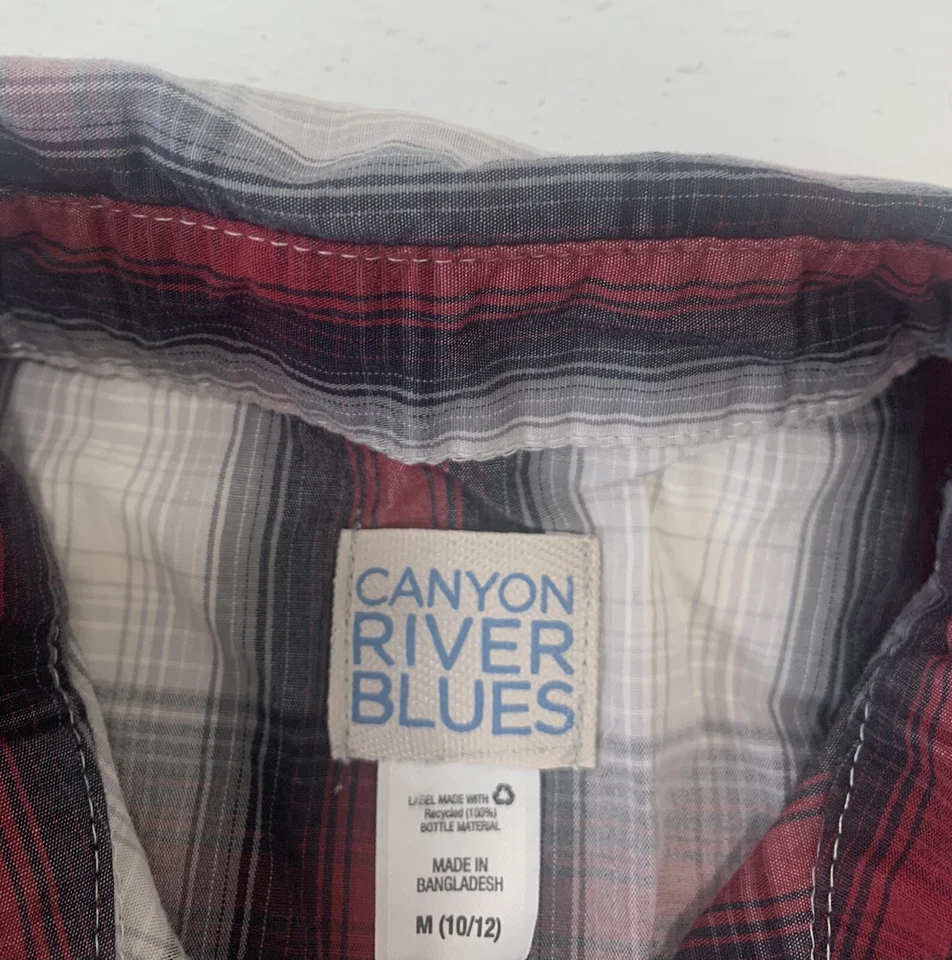 CANYON
RIVER
BLUES
LABEL MADE WITH
Recycled (100%)
BOTTLE MATERIAL
MADE IN
BANGLADESH
M (10/12)